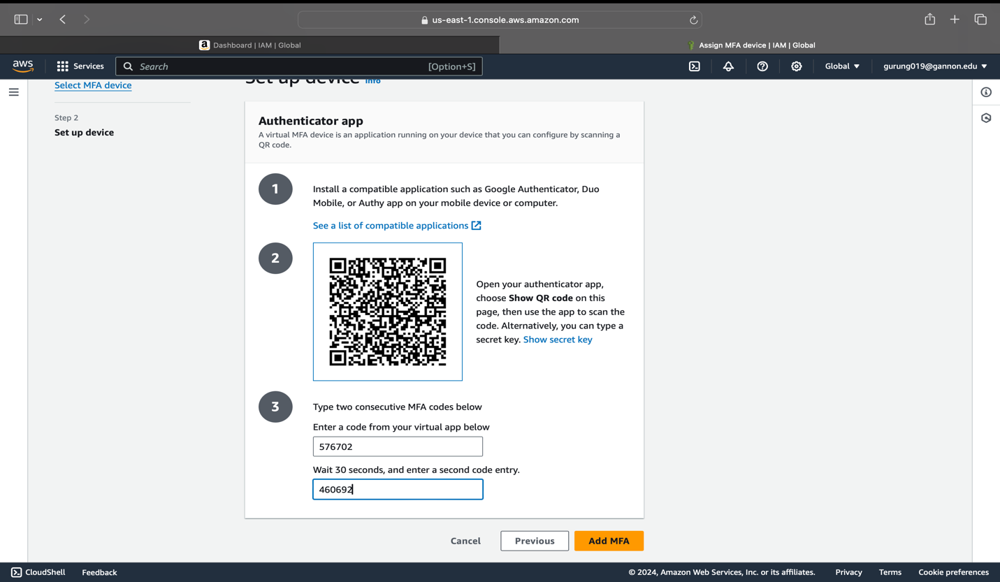 us-east-1.console.aws.amazon.com
a Dashboard | IAM | Global
Assign MFA device | IAM | Global
aws Services Search [Option+S] Global gurung019@gannon.edu
Select MFA device
Set up device Info
Step 2
Set up device
Authenticator app
A virtual MFA device is an application running on your device that you can configure by scanning a
QR code.
1
Install a compatible application such as Google Authenticator, Duo
Mobile, or Authy app on your mobile device or computer.
See a list of compatible applications
2
Open your authenticator app,
choose Show QR code on this
page, then use the app to scan the
code. Alternatively, you can type a
secret key. Show secret key
3
Type two consecutive MFA codes below
Enter a code from your virtual app below
576702
Wait 30 seconds, and enter a second code entry.
460692
Cancel Previous Add MFA
CloudShell Feedback © 2024, Amazon Web Services, Inc. or its affiliates. Privacy Terms Cookie preferences